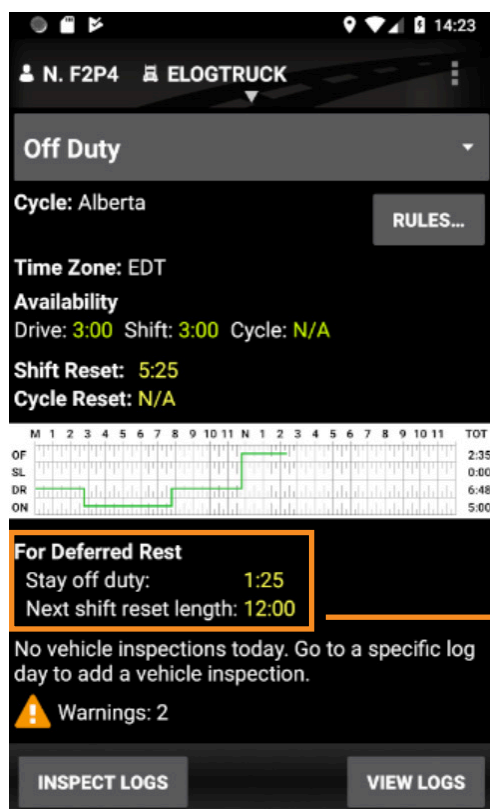 14:23
N. F2P4 ELOGTRUCK
Off Duty
Cycle: Alberta
RULES...
Time Zone: EDT
Availability
Drive: 3:00 Shift: 3:00 Cycle: N/A
Shift Reset: 5:25
Cycle Reset: N/A
M 1 2 3 4 5 6 7 8 9 10 11 N 1 2 3 4 5 6 7 8 9 10 11 TOT
OF 2:35
SL 0:00
DR 6:48
ON 5:00
For Deferred Rest
Stay off duty: 1:25
Next shift reset length: 12:00
No vehicle inspections today. Go to a specific log
day to add a vehicle inspection.
Warnings: 2
INSPECT LOGS VIEW LOGS